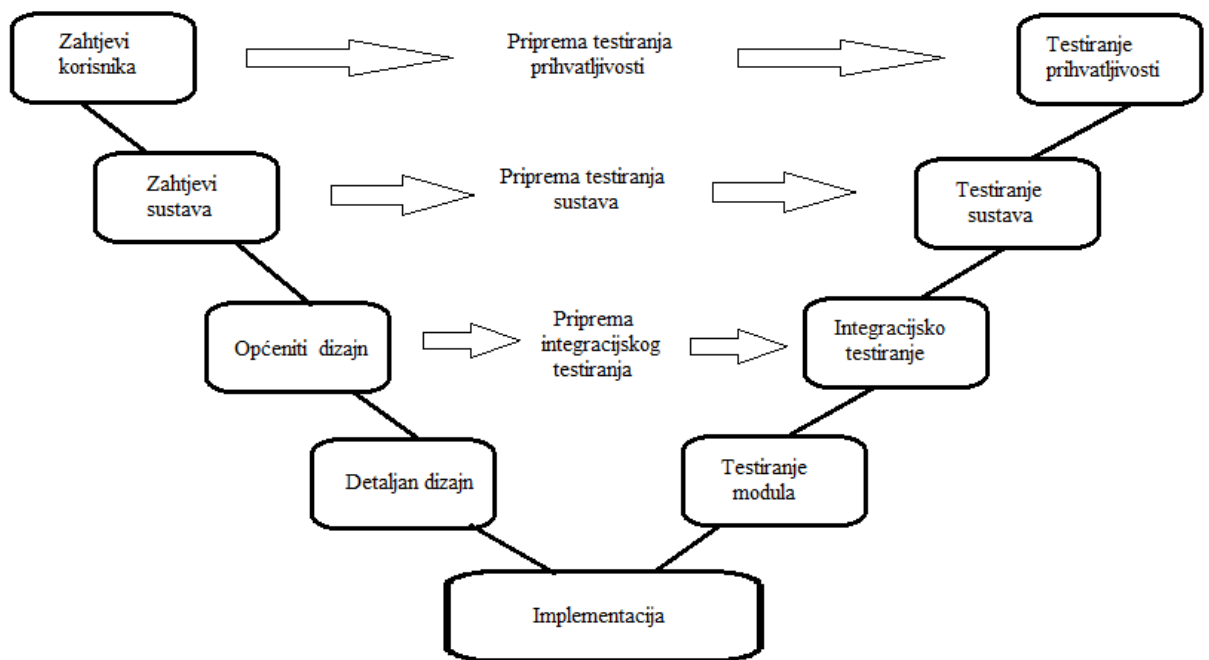 Zahtjevi
korisnika
Priprema testiranja
prihvatljivosti
Testiranje
prihvatljivosti
Zahtjevi
sustava
Priprema testiranja
sustava
Testiranje
sustava
Općeniti dizajn
Priprema
integracijskog
testiranja
Integracijsko
testiranje
Detaljan dizajn
Testiranje
modula
Implementacija